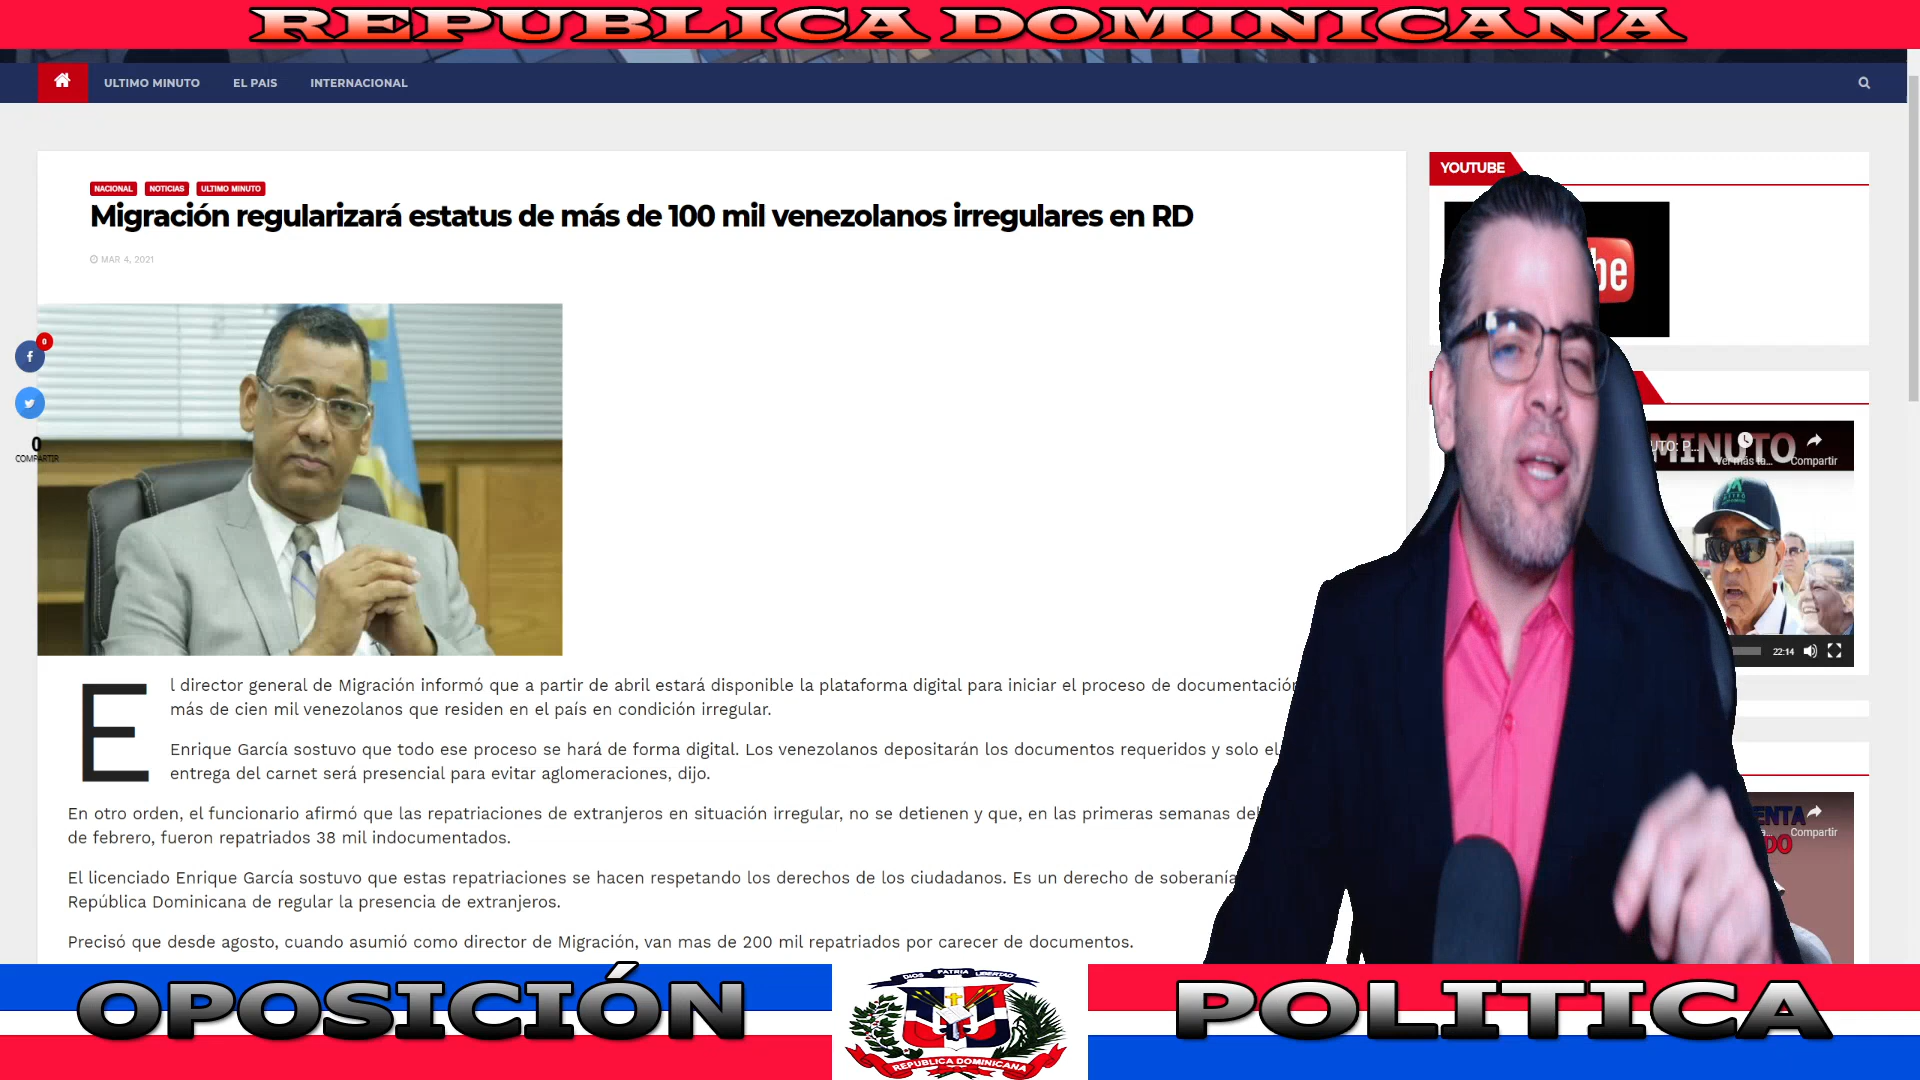 REPUBLICA DOMINICANA
ULTIMO MINUTO
EL PAIS
INTERNACIONAL
NACIONAL
NOTICIAS
ULTIMO MINUTO
Migración regularizará estatus de más de 100 mil venezolanos irregulares en RD
MAR 4, 2021
0
0
COMPARTIR
El director general de Migración informó que a partir de abril estará disponible la plataforma digital para iniciar el proceso de documentación
más de cien mil venezolanos que residen en el país en condición irregular.
Enrique García sostuvo que todo ese proceso se hará de forma digital. Los venezolanos depositarán los documentos requeridos y solo el
entrega del carnet será presencial para evitar aglomeraciones, dijo.
En otro orden, el funcionario afirmó que las repatriaciones de extranjeros en situación irregular, no se detienen y que, en las primeras semanas del
de febrero, fueron repatriados 38 mil indocumentados.
El licenciado Enrique García sostuvo que estas repatriaciones se hacen respetando los derechos de los ciudadanos. Es un derecho de soberanía
República Dominicana de regular la presencia de extranjeros.
Precisó que desde agosto, cuando asumió como director de Migración, van mas de 200 mil repatriados por carecer de documentos.
YOUTUBE
be
MINUTO
UTO: P...
Ver más ta...
Compartir
22:14
ENTA
Compartir
DO
OPOSICIÓN
DIOS PATRIA LIBERTAD
REPUBLICA DOMINICANA
POLITICA